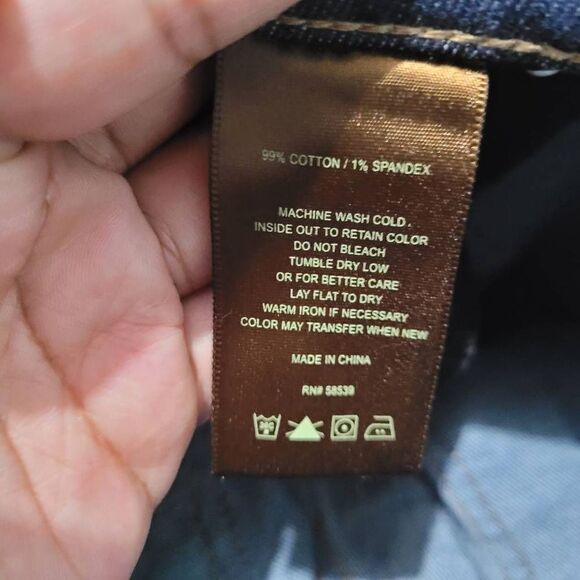 99% COTTON / 1% SPANDEX
MACHINE WASH COLD
INSIDE OUT TO RETAIN COLOR
DO NOT BLEACH
TUMBLE DRY LOW
OR FOR BETTER CARE
LAY FLAT TO DRY
WARM IRON IF NECESSARY
COLOR MAY TRANSFER WHEN NEW
MADE IN CHINA
RN# 58539